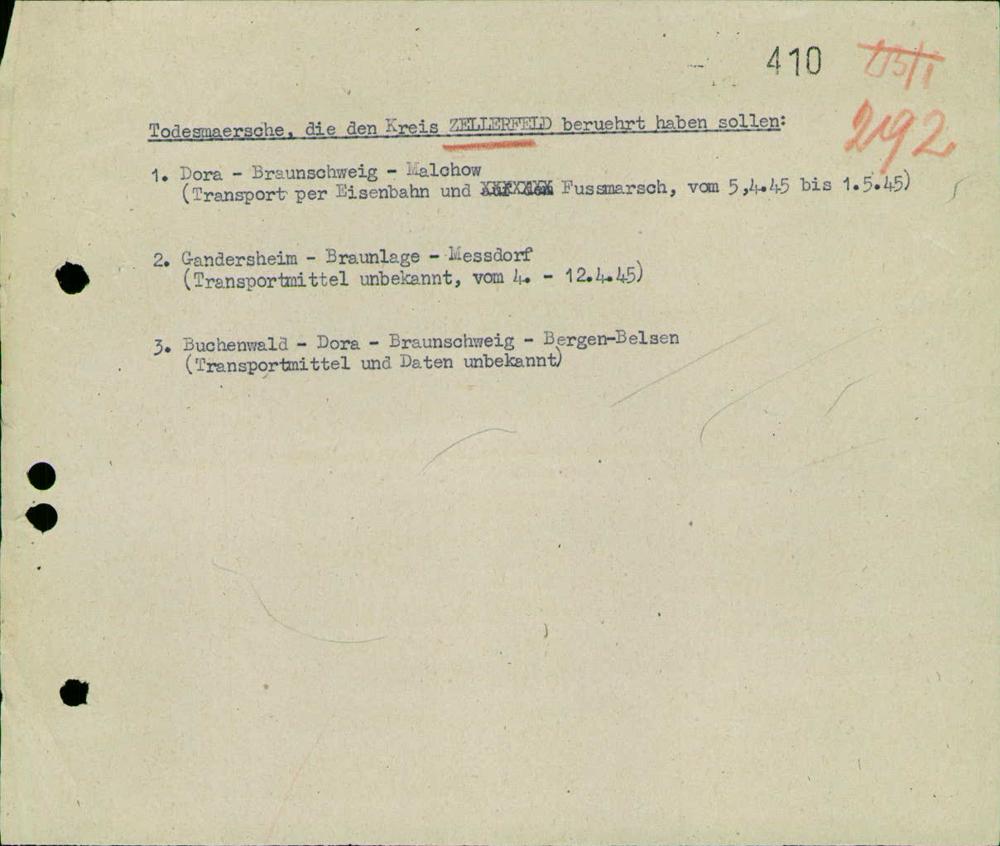 410
292
Todesmaersche, die den Kreis ZELLERFELD beruehrt haben sollen:
1. Dora - Braunschweig - Malchow
(Transport per Eisenbahn und Fussmarsch, vom 5,4.45 bis 1.5.45)
2. Gandersheim - Braunlage - Messdorf
(Transportmittel unbekannt, vom 4. - 12.4.45)
3. Buchenwald - Dora - Braunschweig - Bergen-Belsen
(Transportmittel und Daten unbekannt)